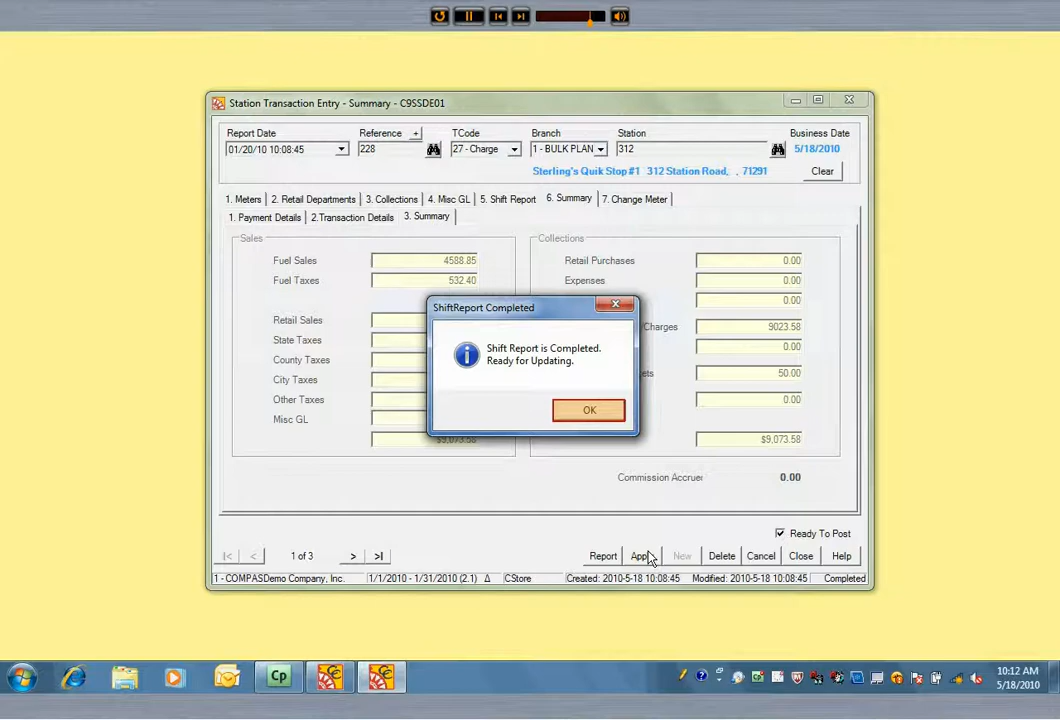 Station Transaction Entry - Summary - C9SSDE01
Report Date Reference + TCode Branch Station Business Date
01/20/10 10:08:45 228 27 - Charge 1 - BULK PLAN 312 5/18/2010
Sterling's Quik Stop #1 312 Station Road, , 71291 Clear
1. Meters 2. Retail Departments 3. Collections 4. Misc GL 5. Shift Report 6. Summary 7. Change Meter
1. Payment Details 2.Transaction Details 3. Summary
Sales Collections
Fuel Sales 4588.85 Retail Purchases 0.00
Fuel Taxes 532.40 Expenses 0.00
0.00
ShiftReport Completed
Retail Sales /Charges 9023.58
State Taxes 0.00
Shift Report is Completed.
Ready for Updating.
County Taxes
City Taxes ets 50.00
Other Taxes 0.00
OK
Misc GL
$9,073.58 $9,073.58
Commission Accrue 0.00
Ready To Post
|< < 1 of 3 > >| Report App New Delete Cancel Close Help
1 - COMPASDemo Company, Inc. 1/1/2010 - 1/31/2010 (2.1) Δ CStore Created: 2010-5-18 10:08:45 Modified: 2010-5-18 10:08:45 Completed
Cp
10:12 AM
5/18/2010